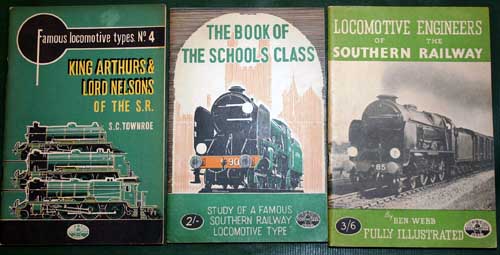 Famous locomotive types. No 4
KING ARTHURS &
LORD NELSONS
OF THE S.R.
S.C. TOWNROE
THE BOOK OF
THE SCHOOLS CLASS
90
2/-
STUDY OF A FAMOUS
SOUTHERN RAILWAY
LOCOMOTIVE TYPE
LOCOMOTIVE ENGINEERS
OF THE
SOUTHERN RAILWAY
85
3/6
By BEN WEBB
FULLY ILLUSTRATED